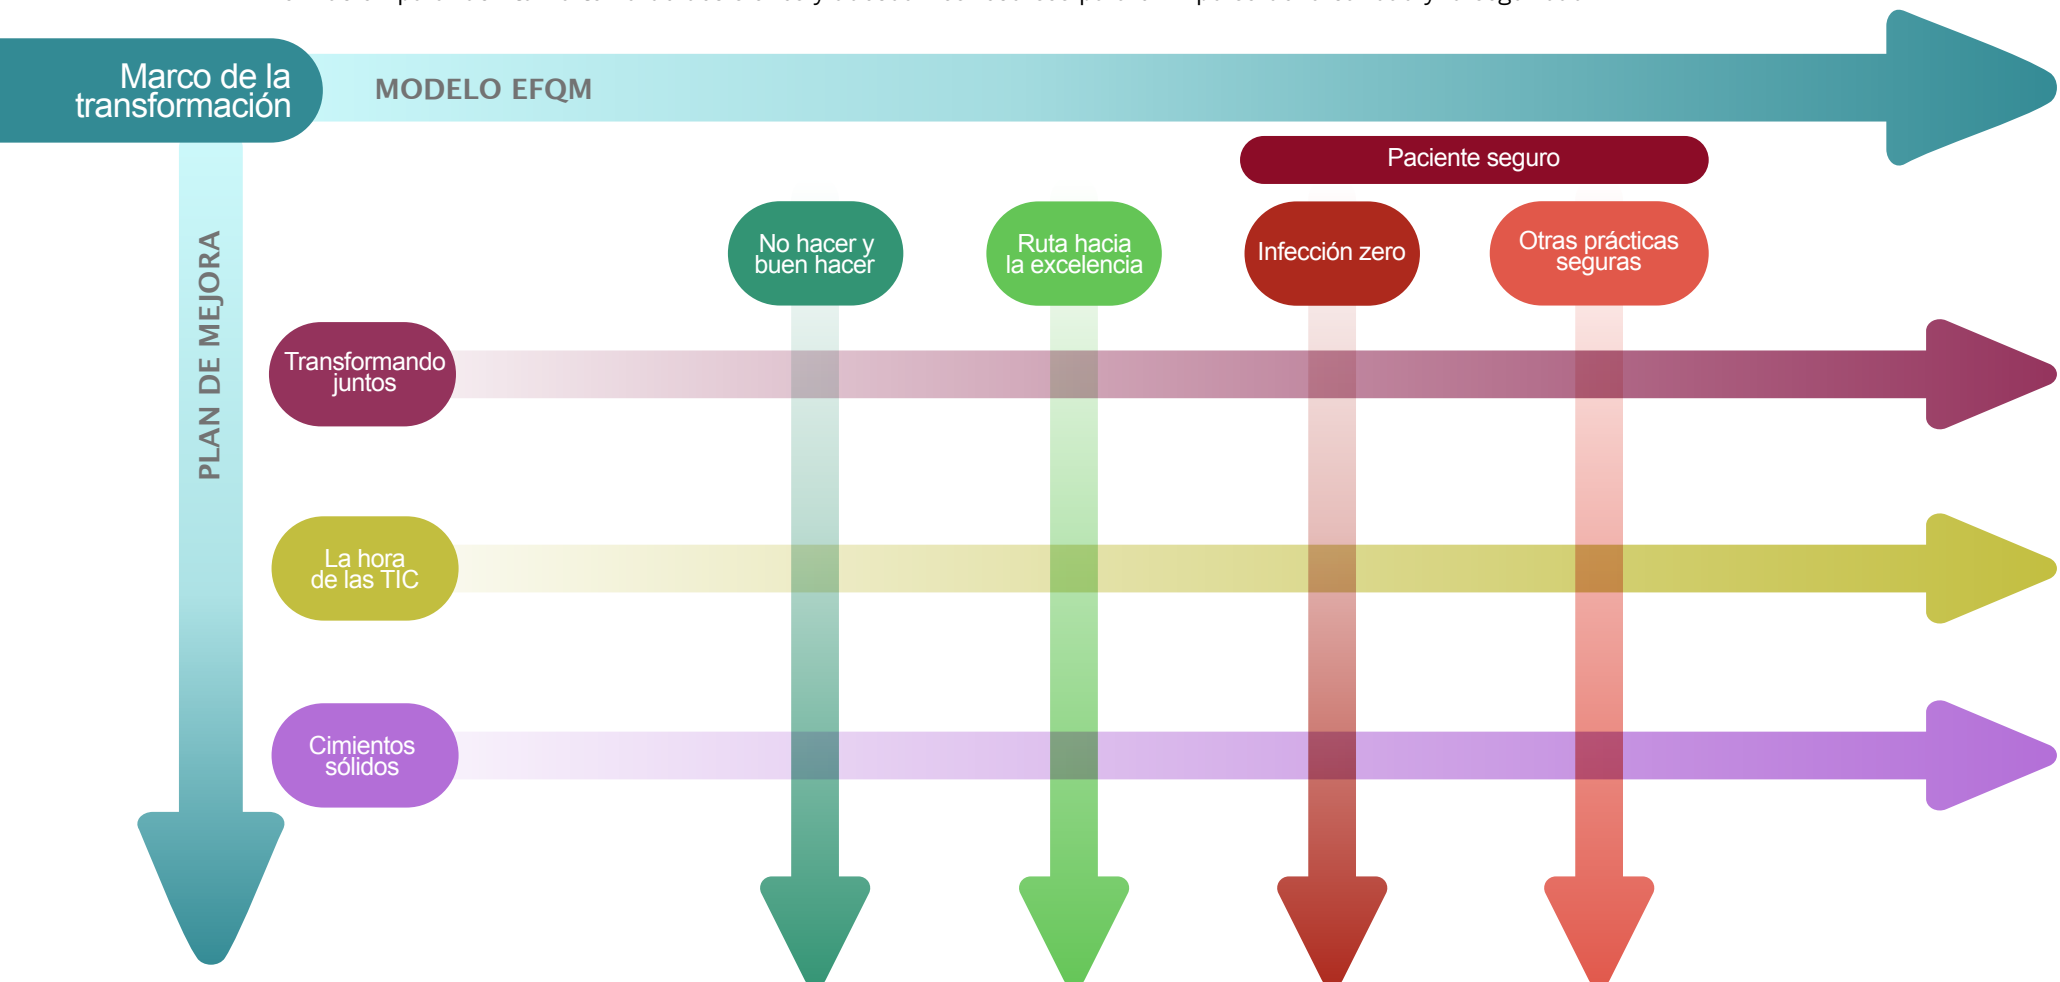 Marco de la
transformación
MODELO EFQM
Paciente seguro
PLAN DE MEJORA
No hacer y
buen hacer
Ruta hacia
la excelencia
Infección zero
Otras prácticas
seguras
Transformando
juntos
La hora
de las TIC
Cimientos
sólidos